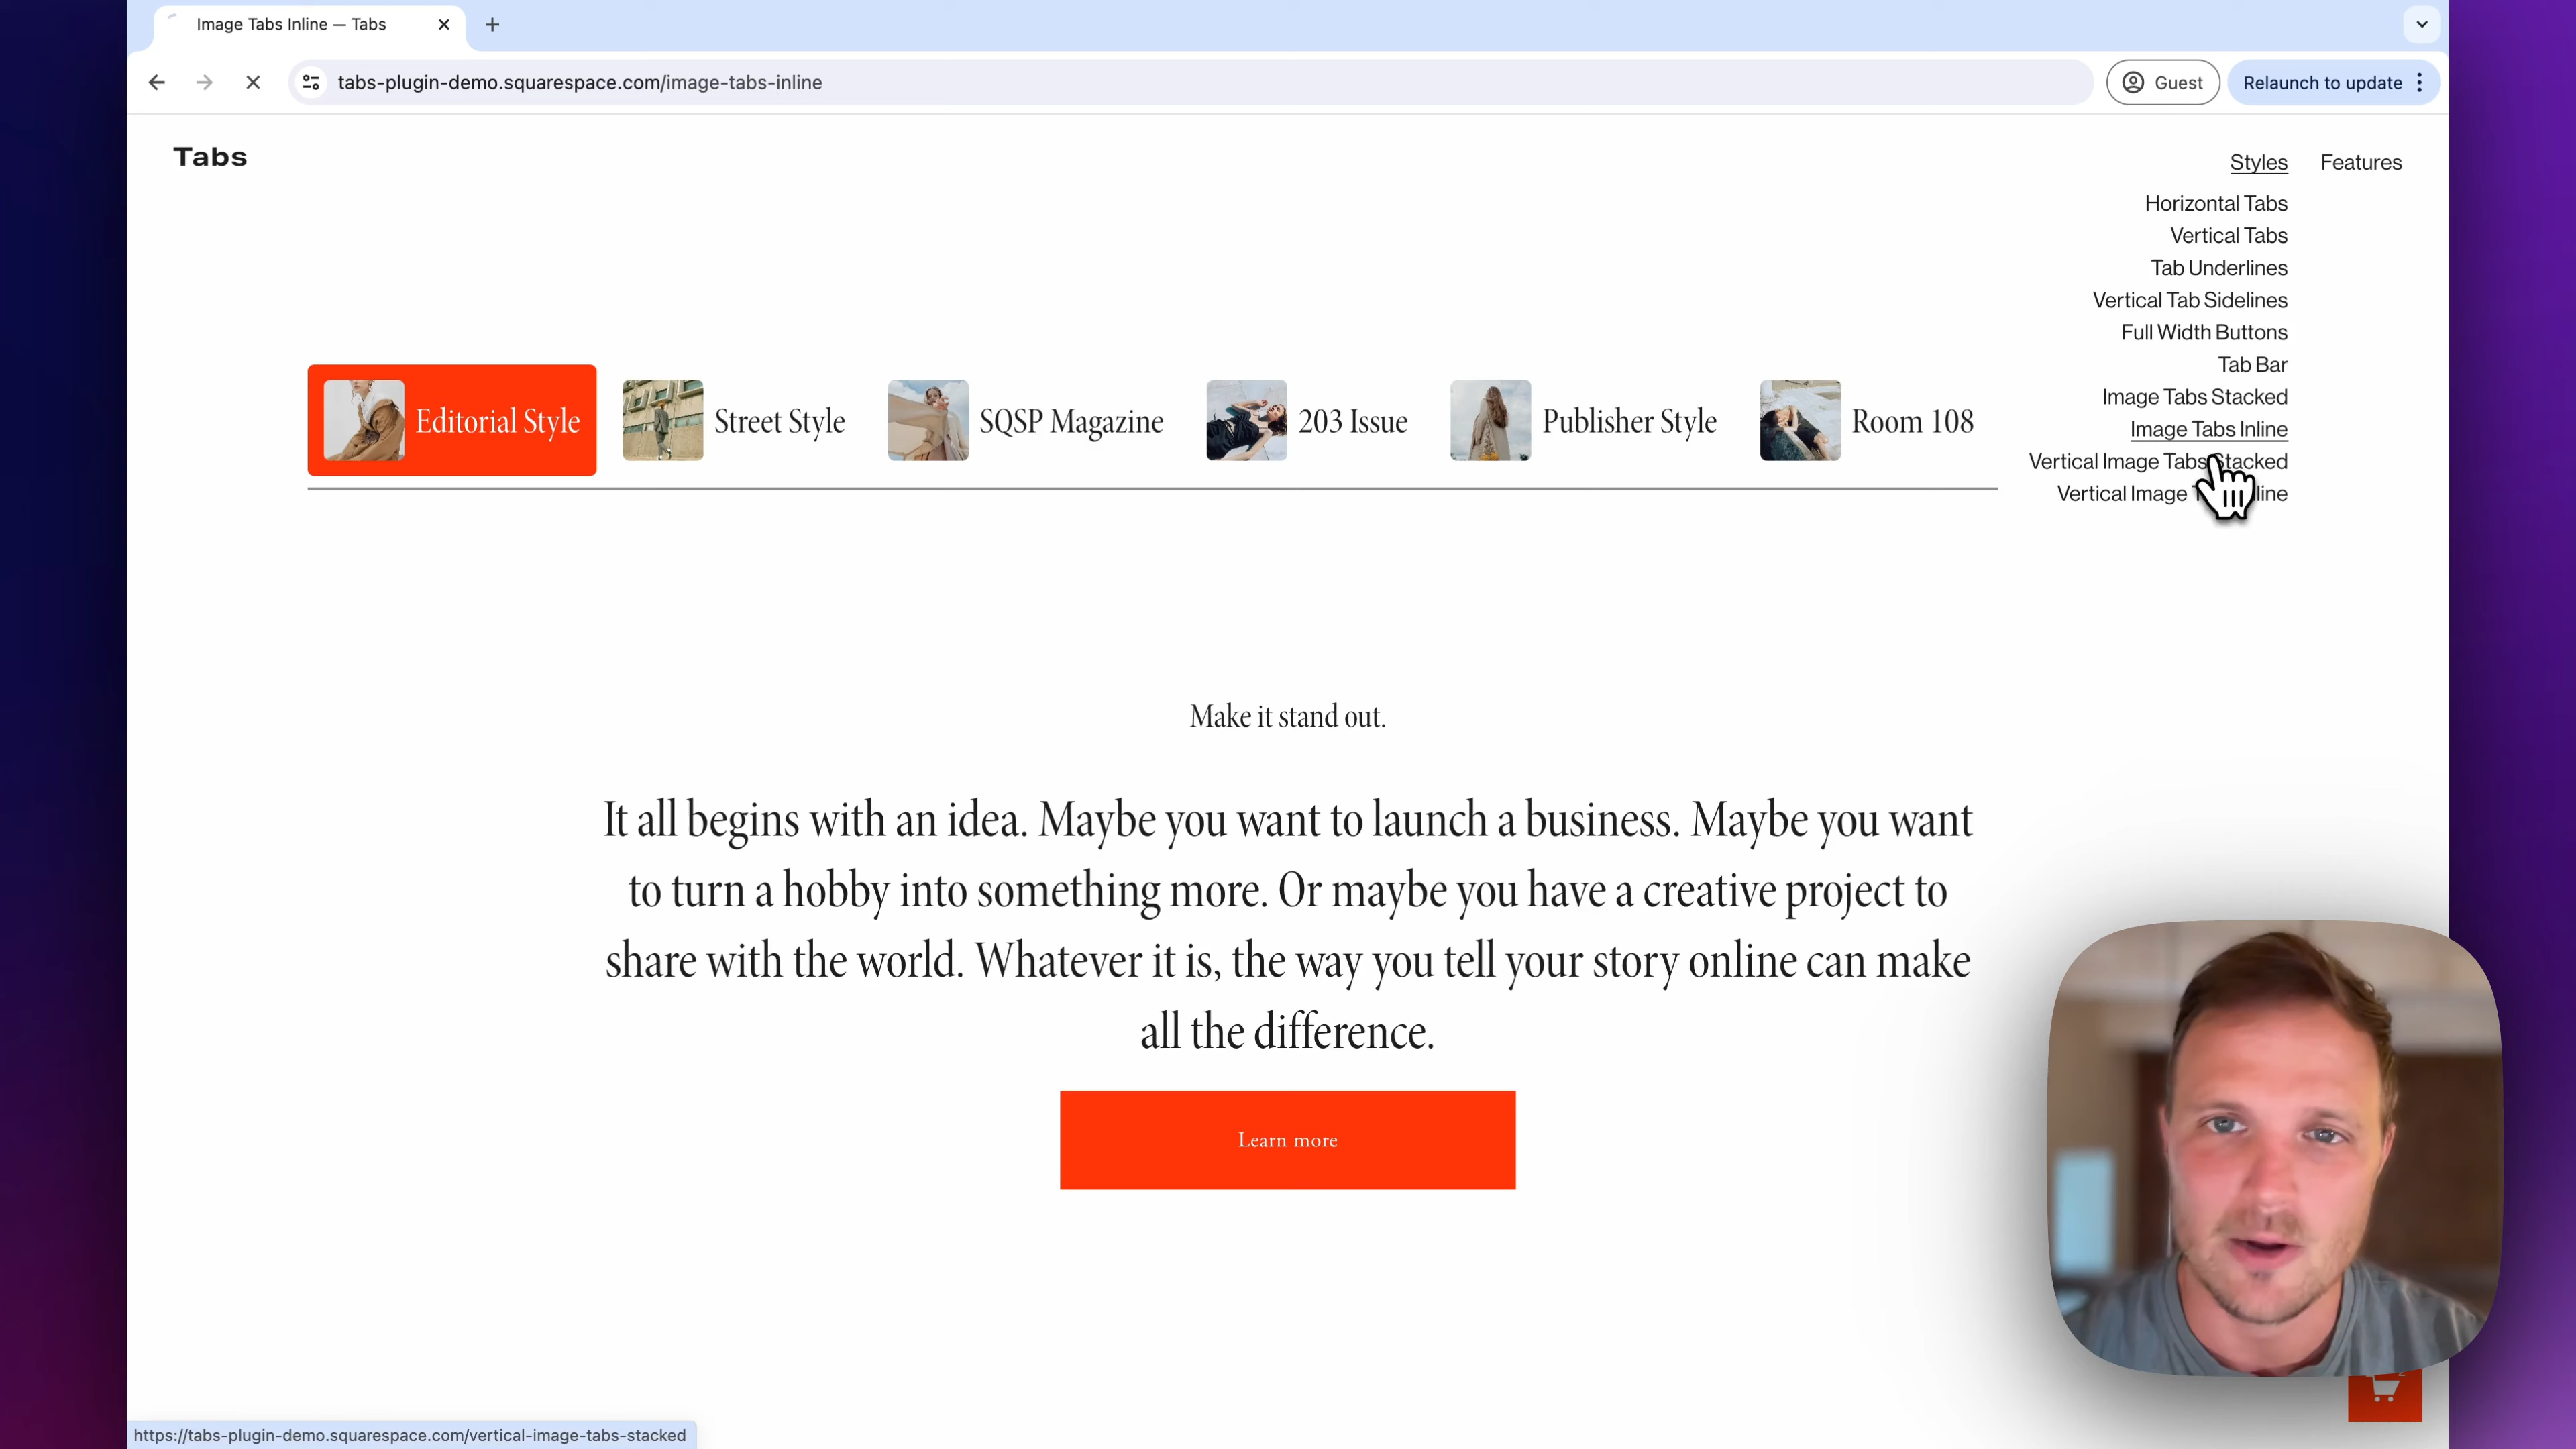 Image Tabs Inline — Tabs
tabs-plugin-demo.squarespace.com/image-tabs-inline
Guest
Relaunch to update
Tabs
Styles
Features
Horizontal Tabs
Vertical Tabs
Tab Underlines
Vertical Tab Sidelines
Full Width Buttons
Tab Bar
Image Tabs Stacked
Image Tabs Inline
Vertical Image Tabs Stacked
Vertical Image
Editorial Style
Street Style
SQSP Magazine
203 Issue
Publisher Style
Room 108
Make it stand out.
It all begins with an idea. Maybe you want to launch a business. Maybe you want
to turn a hobby into something more. Or maybe you have a creative project to
share with the world. Whatever it is, the way you tell your story online can make
all the difference.
Learn more
https://tabs-plugin-demo.squarespace.com/vertical-image-tabs-stacked